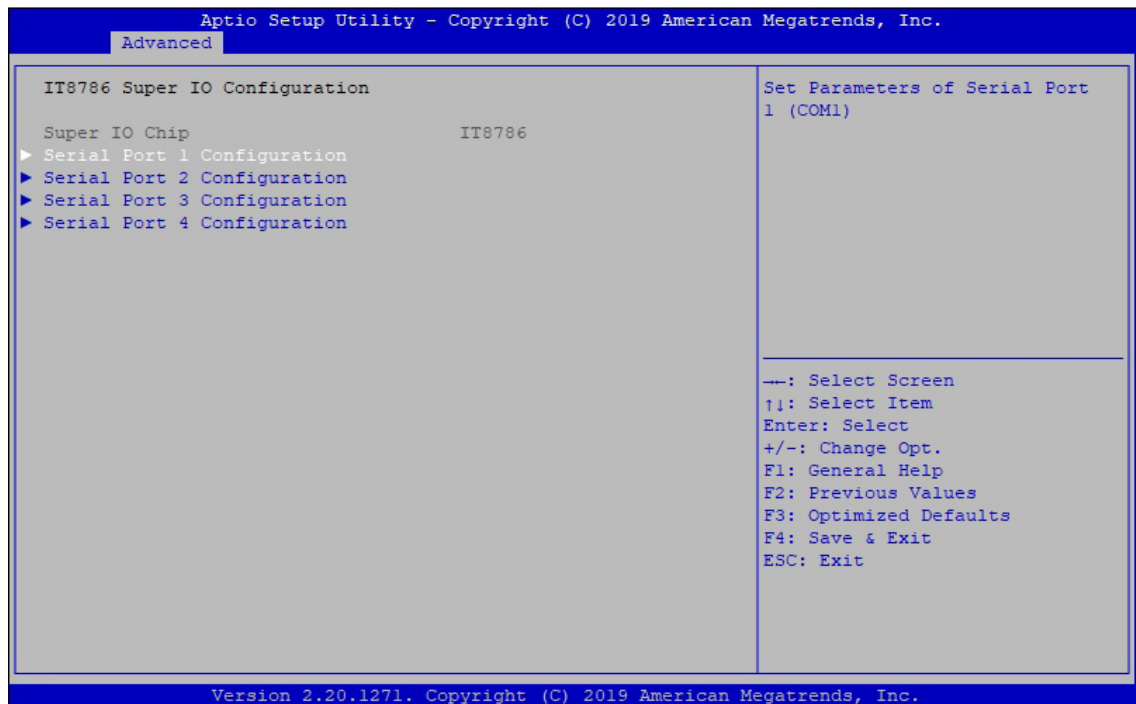 Aptio Setup Utility - Copyright (C) 2019 American Megatrends, Inc.
Advanced
IT8786 Super IO Configuration
Super IO Chip IT8786
▶ Serial Port 1 Configuration
▶ Serial Port 2 Configuration
▶ Serial Port 3 Configuration
▶ Serial Port 4 Configuration
Set Parameters of Serial Port
1 (COM1)
→←: Select Screen
↑↓: Select Item
Enter: Select
+/-: Change Opt.
F1: General Help
F2: Previous Values
F3: Optimized Defaults
F4: Save & Exit
ESC: Exit
Version 2.20.1271. Copyright (C) 2019 American Megatrends, Inc.